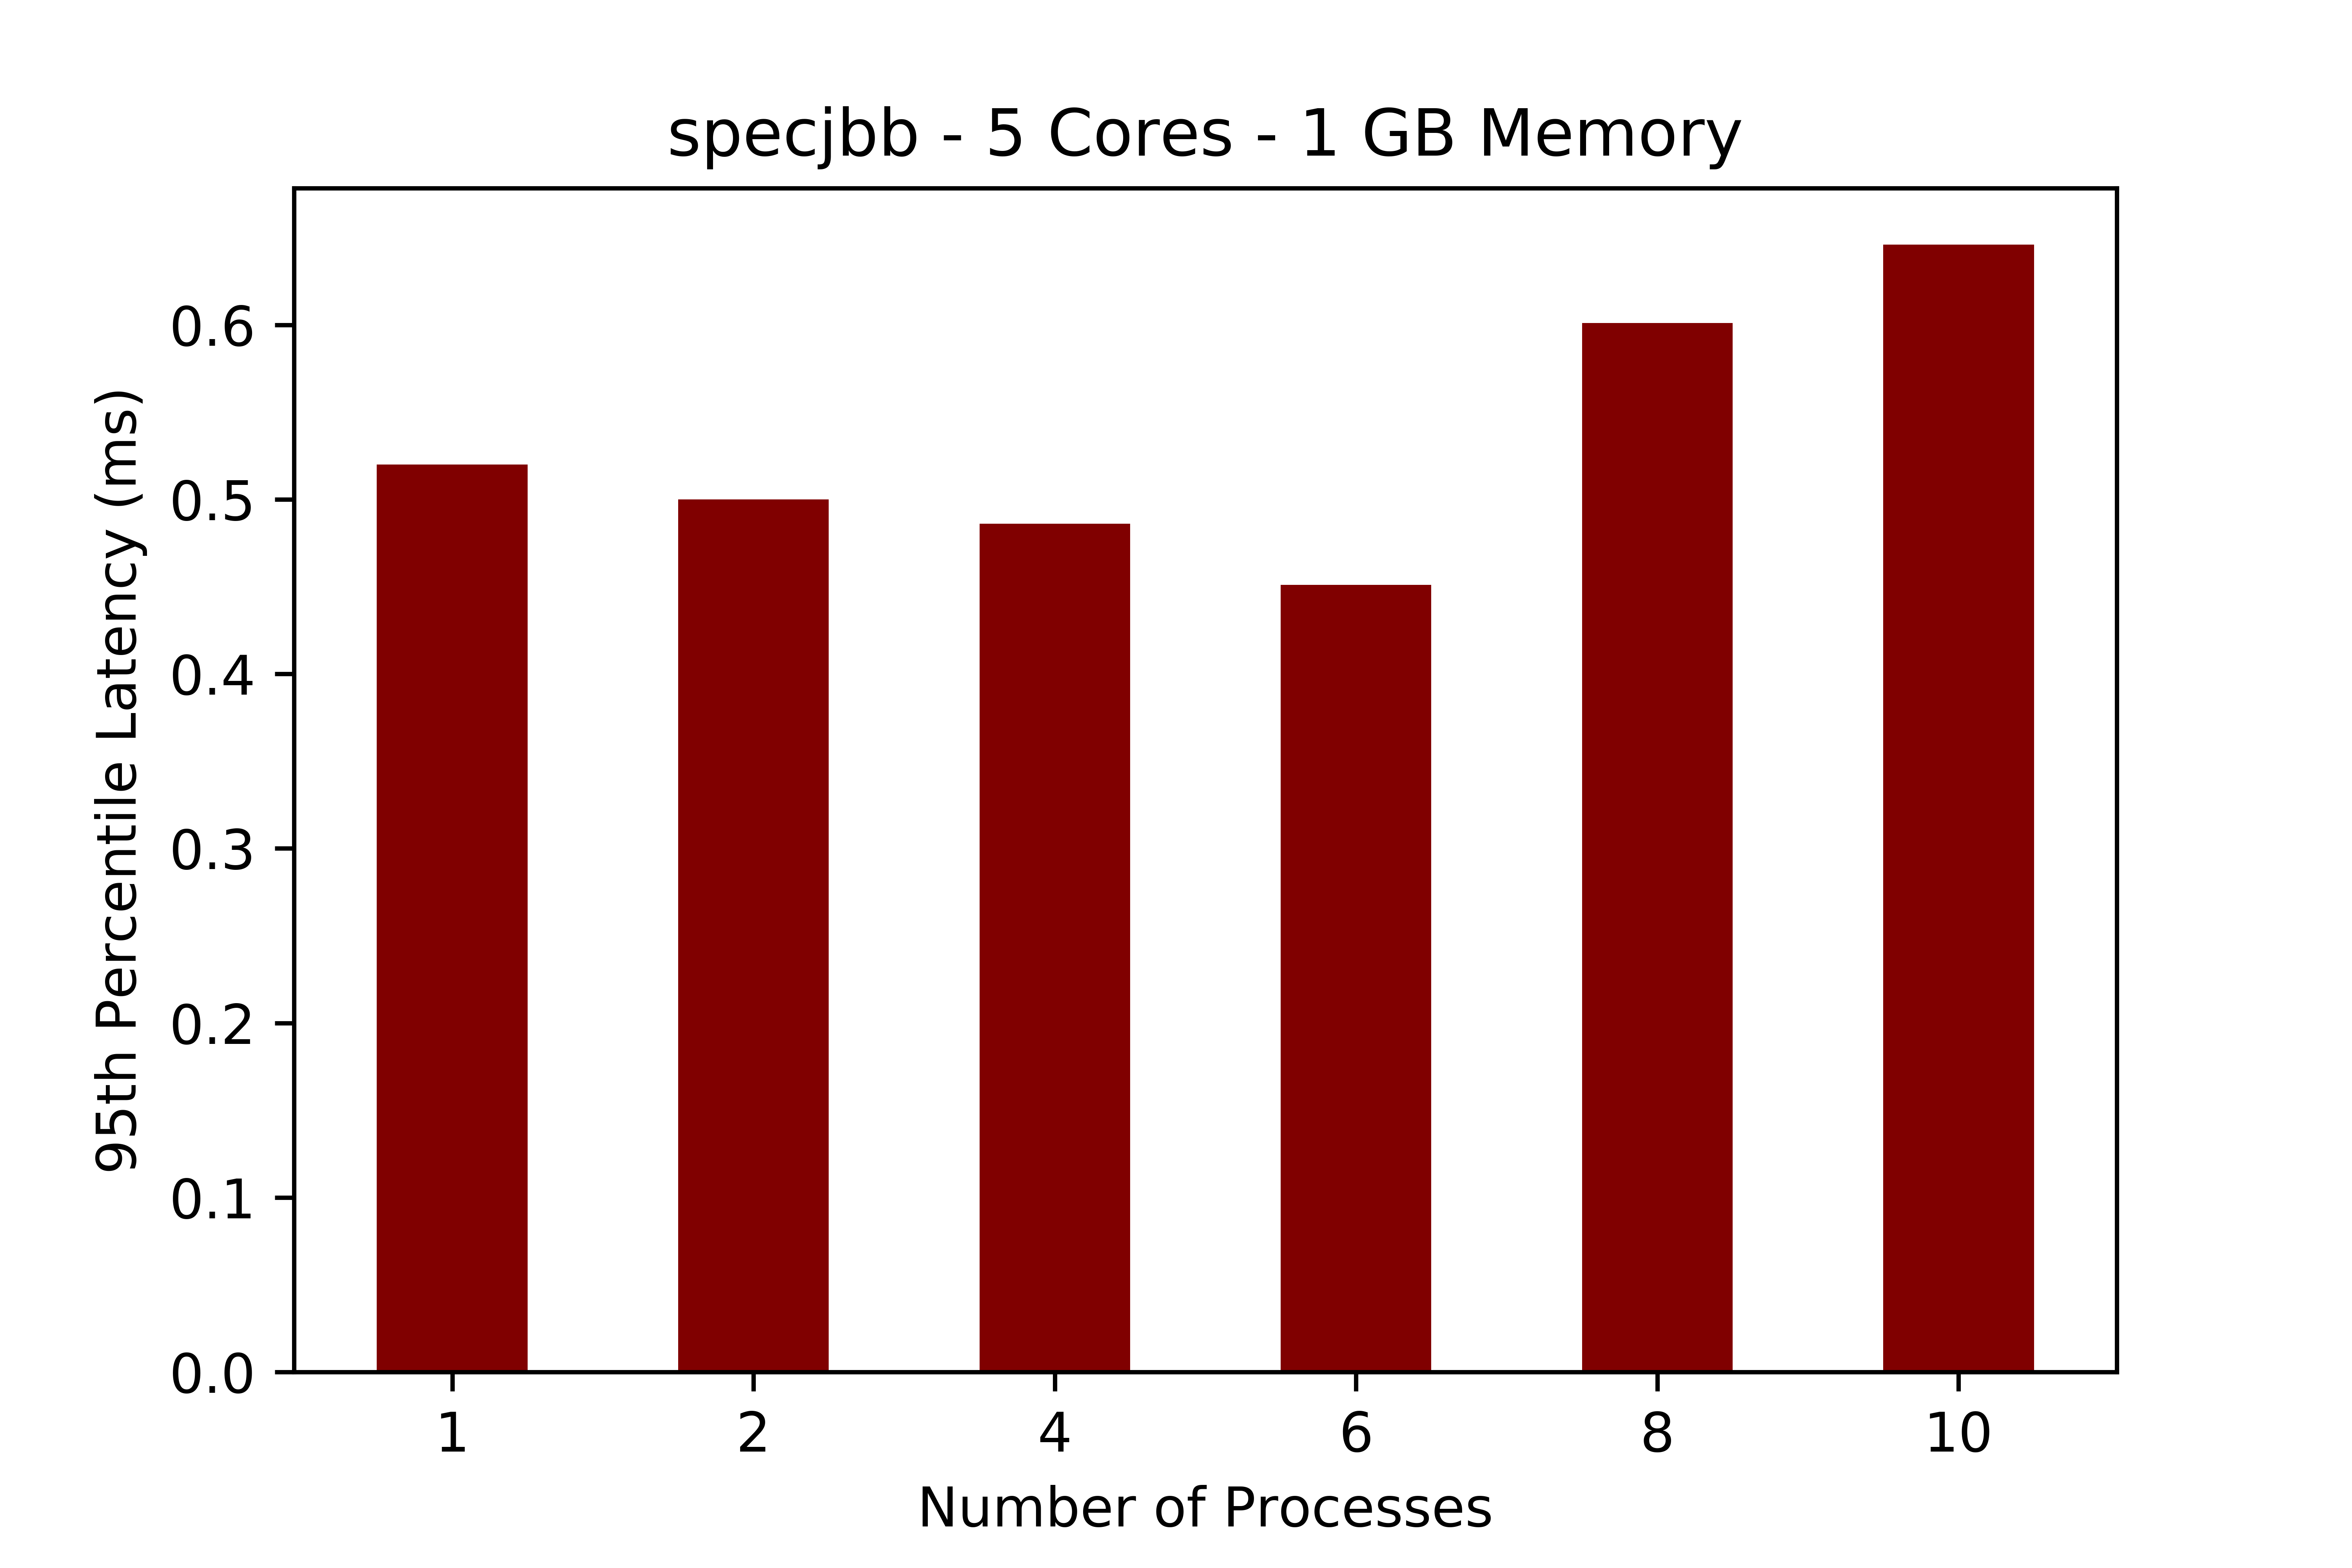 specjbb - 5 Cores - 1 GB Memory
95th Percentile Latency (ms)
0.6
0.5
0.4
0.3
0.2
0.1
0.0
1 2 4 6 8 10
Number of Processes